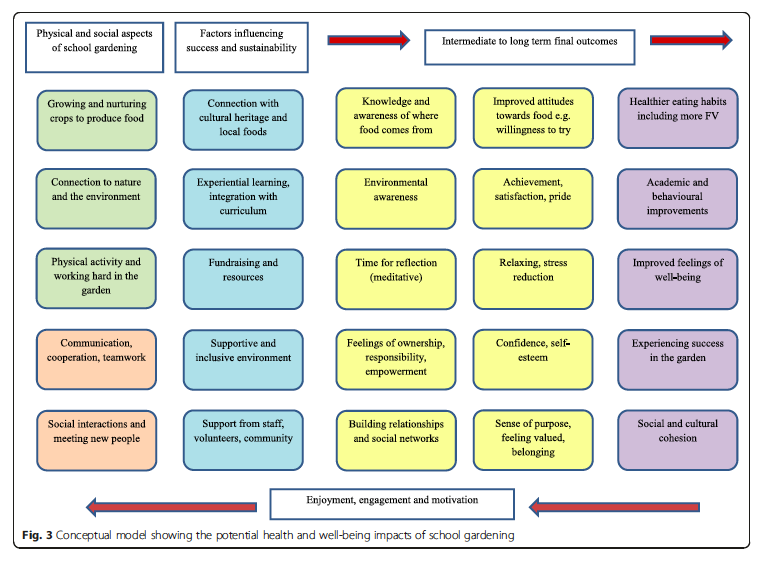 Physical and social aspects
of school gardening
Factors influencing
success and sustainability
Intermediate to long term final outcomes
Growing and nurturing
crops to produce food
Connection with
cultural heritage and
local foods
Knowledge and
awareness of where
food comes from
Improved attitudes
towards food e.g.
willingness to try
Healthier eating habits
including more FV
Connection to nature
and the environment
Experiential learning,
integration with
curriculum
Environmental
awareness
Achievement,
satisfaction, pride
Academic and
behavioural
improvements
Physical activity and
working hard in the
garden
Fundraising and
resources
Time for reflection
(meditative)
Relaxing, stress
reduction
Improved feelings of
well-being
Communication,
cooperation, teamwork
Supportive and
inclusive environment
Feelings of ownership,
responsibility,
empowerment
Confidence, self-
esteem
Experiencing success
in the garden
Social interactions and
meeting new people
Support from staff,
volunteers, community
Building relationships
and social networks
Sense of purpose,
feeling valued,
belonging
Social and cultural
cohesion
Enjoyment, engagement and motivation
Fig. 3 Conceptual model showing the potential health and well-being impacts of school gardening